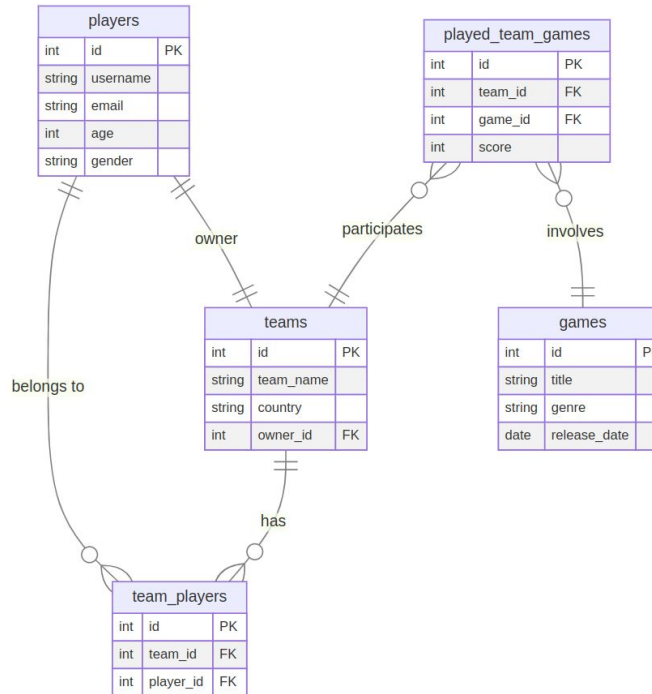 players
int id PK
string username
string email
int age
string gender
played_team_games
int id PK
int team_id FK
int game_id FK
int score
owner
participates
involves
teams
int id PK
string team_name
string country
int owner_id FK
games
int id P
string title
string genre
date release_date
belongs to
has
team_players
int id PK
int team_id FK
int player_id FK